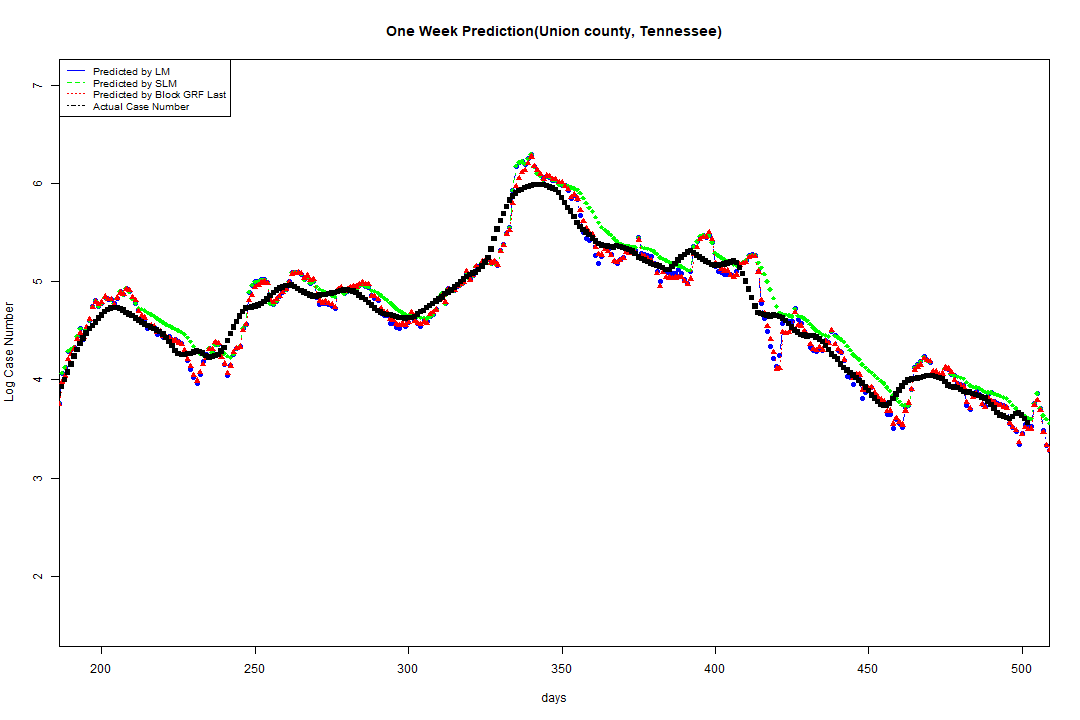 One Week Prediction(Union county, Tennessee)
Predicted by LM
Predicted by SLM
Predicted by Block GRF Last
Actual Case Number
7
6
5
4
3
2
Log Case Number
200 250 300 350 400 450 500
days